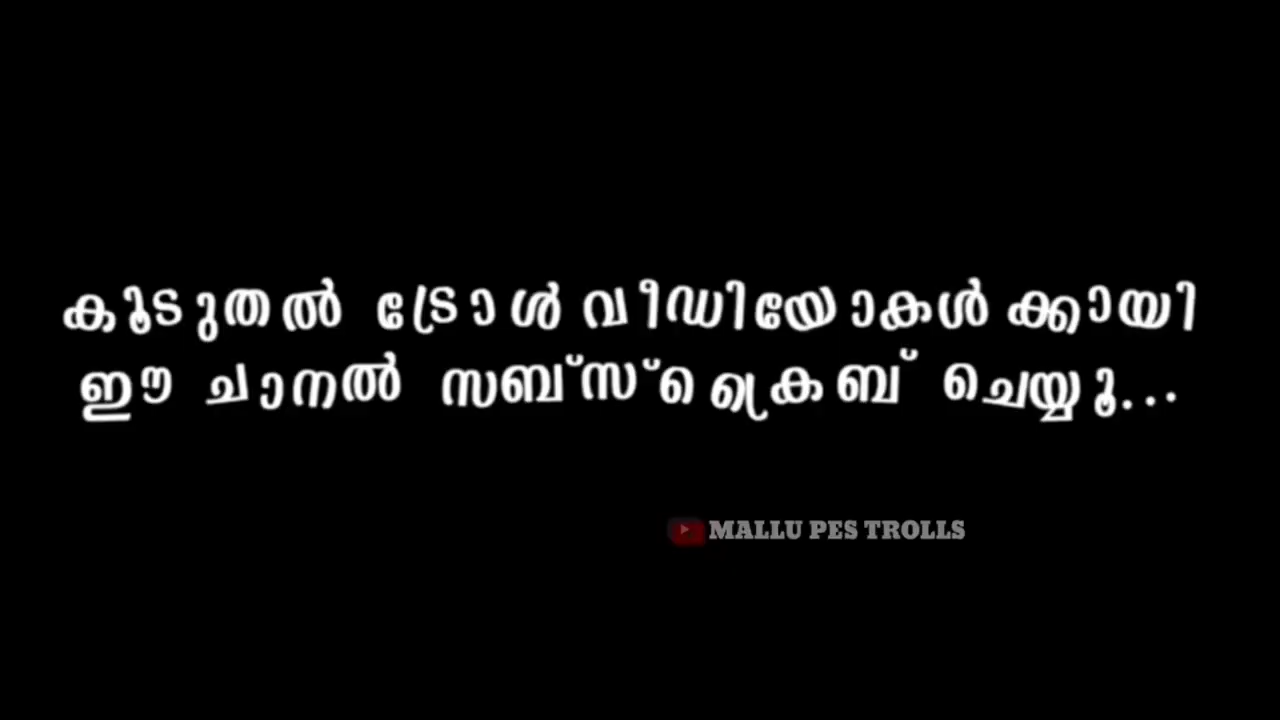 കൂടുതൽ ട്രോൾ വീഡിയോകൾക്കായി
ഈ ചാനൽ സബ്സ്ക്രൈബ് ചെയ്യൂ...
MALLU PES TROLLS